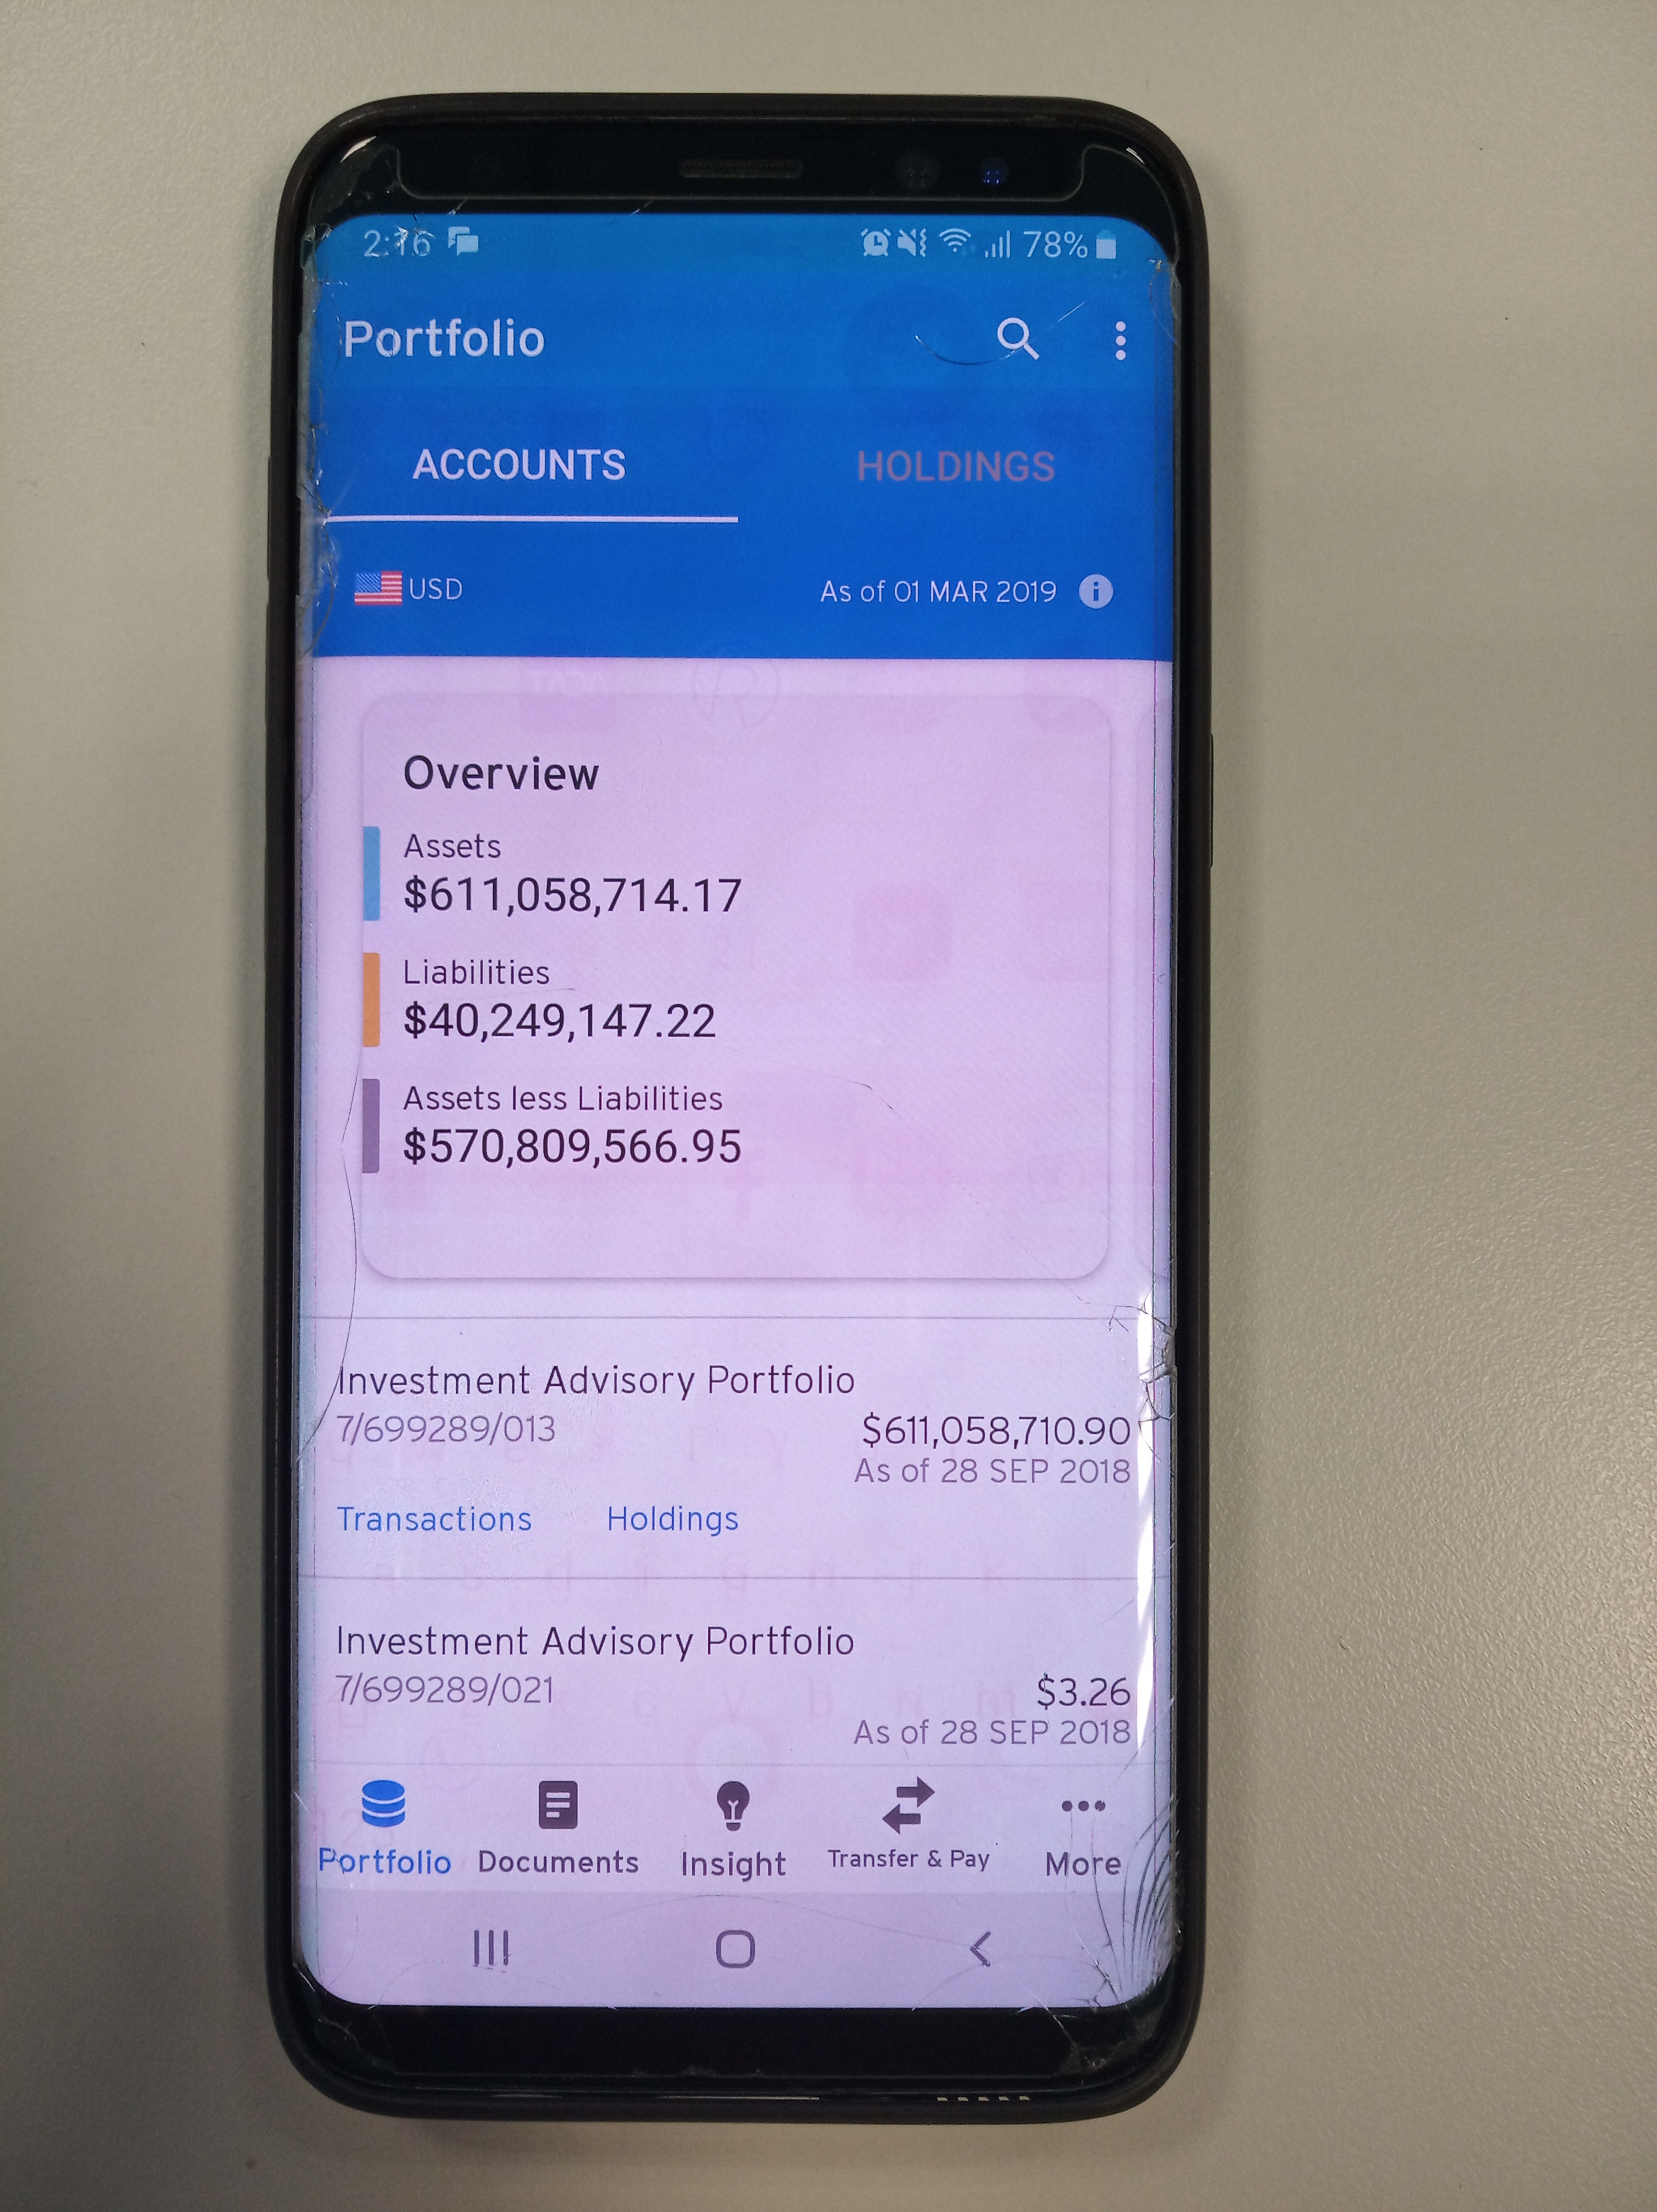 2:16 78%
Portfolio
ACCOUNTS HOLDINGS
USD As of 01 MAR 2019
Overview
Assets
$611,058,714.17
Liabilities
$40,249,147.22
Assets less Liabilities
$570,809,566.95
Investment Advisory Portfolio
7/699289/013 $611,058,710.90
As of 28 SEP 2018
Transactions Holdings
Investment Advisory Portfolio
7/699289/021 $3.26
As of 28 SEP 2018
Portfolio Documents Insight Transfer & Pay More